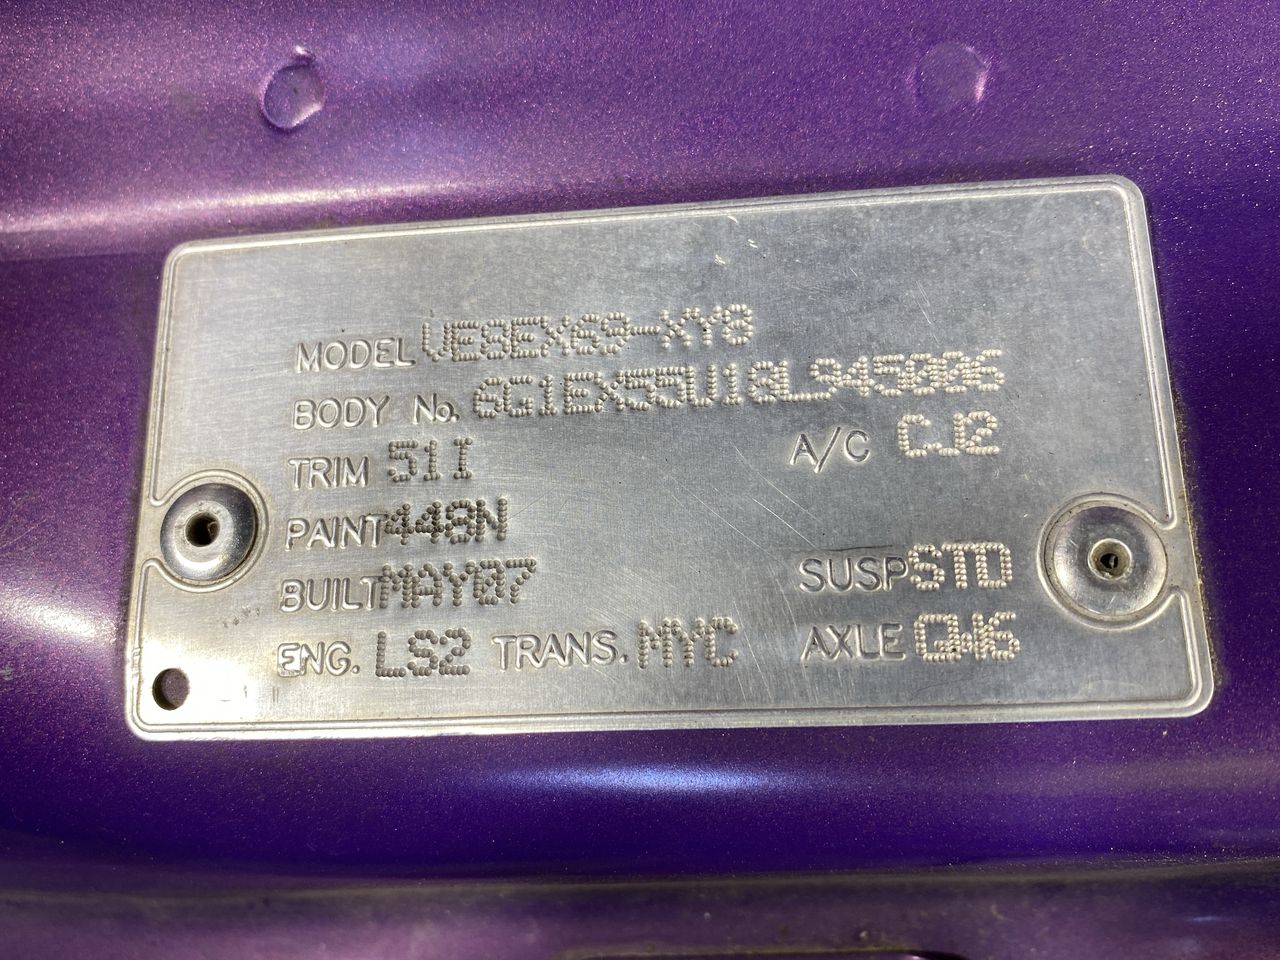 MODEL VE8EX69-XY8
BODY No. 6G1EX55U18L945006
TRIM 51I A/C CJ2
PAINT 448N
BUILT MAY07 SUSP STD
ENG. LS2 TRANS. MYC AXLE QW6